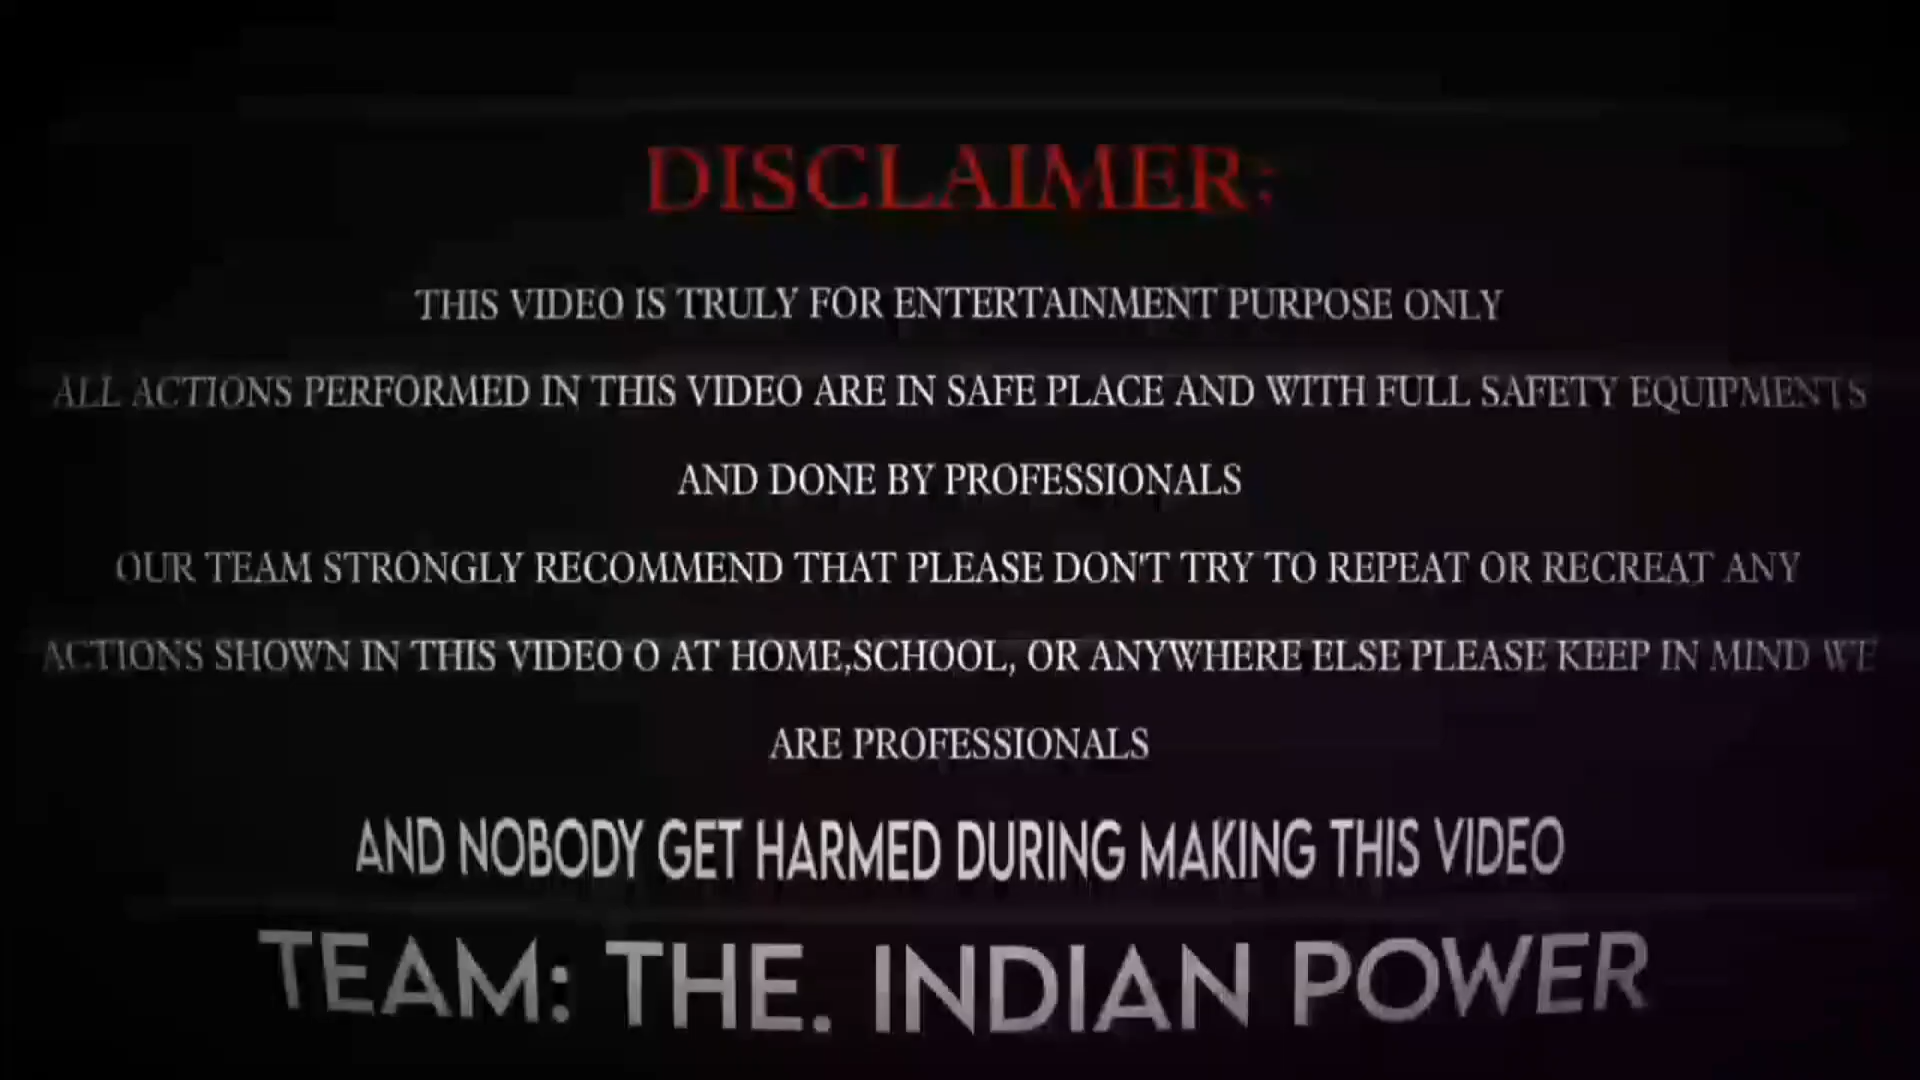 DISCLAIMER:
THIS VIDEO IS TRULY FOR ENTERTAINMENT PURPOSE ONLY
ALL ACTIONS PERFORMED IN THIS VIDEO ARE IN SAFE PLACE AND WITH FULL SAFETY EQUIPMENTS
AND DONE BY PROFESSIONALS
OUR TEAM STRONGLY RECOMMEND THAT PLEASE DON'T TRY TO REPEAT OR RECREAT ANY
ACTIONS SHOWN IN THIS VIDEO O AT HOME,SCHOOL, OR ANYWHERE ELSE PLEASE KEEP IN MIND WE
ARE PROFESSIONALS
AND NOBODY GET HARMED DURING MAKING THIS VIDEO
TEAM: THE. INDIAN POWER